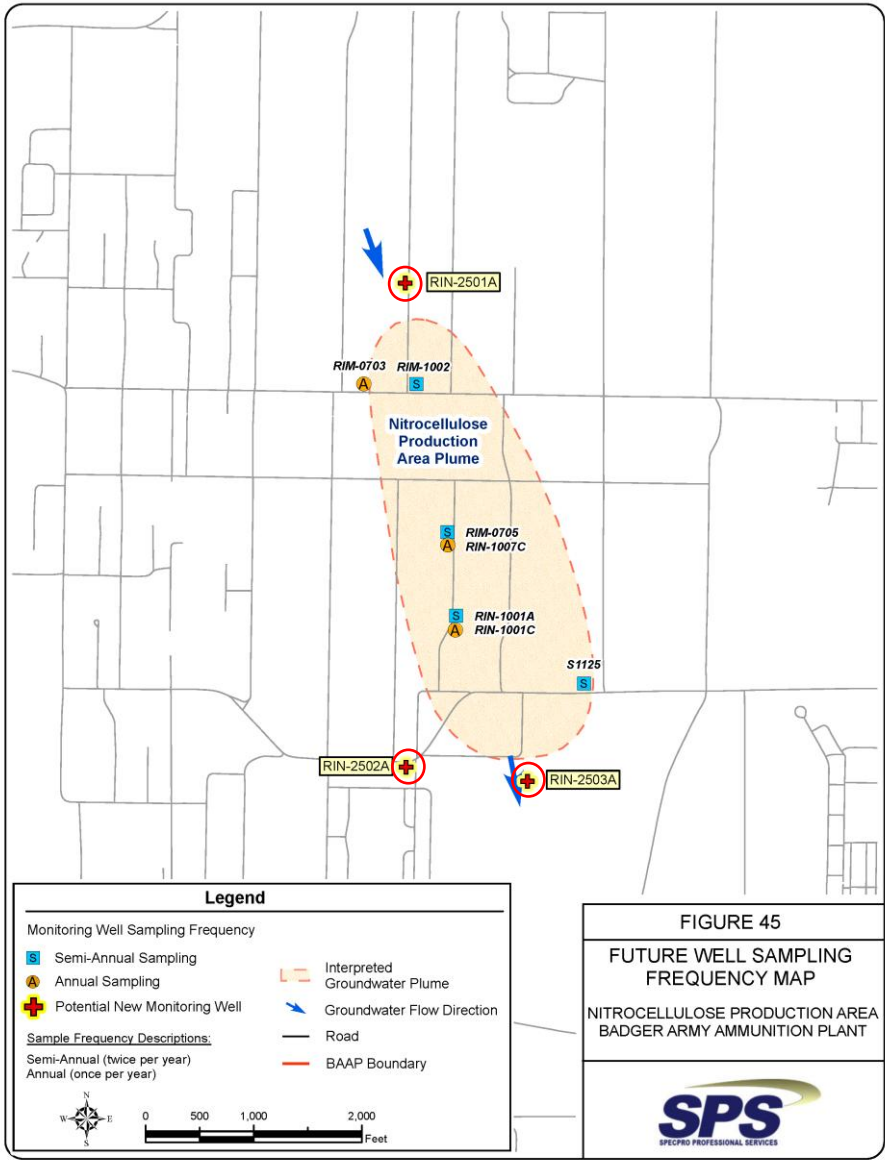 RIN-2501A
RIM-0703 RIM-1002
A
S
Nitrocellulose
Production
Area Plume
S
RIM-0705
A
RIN-1007C
S
RIN-1001A
A
RIN-1001C
S1125
S
RIN-2502A
RIN-2503A
Legend
Monitoring Well Sampling Frequency
S Semi-Annual Sampling
A Annual Sampling
Potential New Monitoring Well
Sample Frequency Descriptions:
Semi-Annual (twice per year)
Annual (once per year)
Interpreted
Groundwater Plume
Groundwater Flow Direction
Road
BAAP Boundary
N
W E
S
0 500 1,000 2,000
Feet
FIGURE 45
FUTURE WELL SAMPLING
FREQUENCY MAP
NITROCELLULOSE PRODUCTION AREA
BADGER ARMY AMMUNITION PLANT
SPS
SPECPRO PROFESSIONAL SERVICES